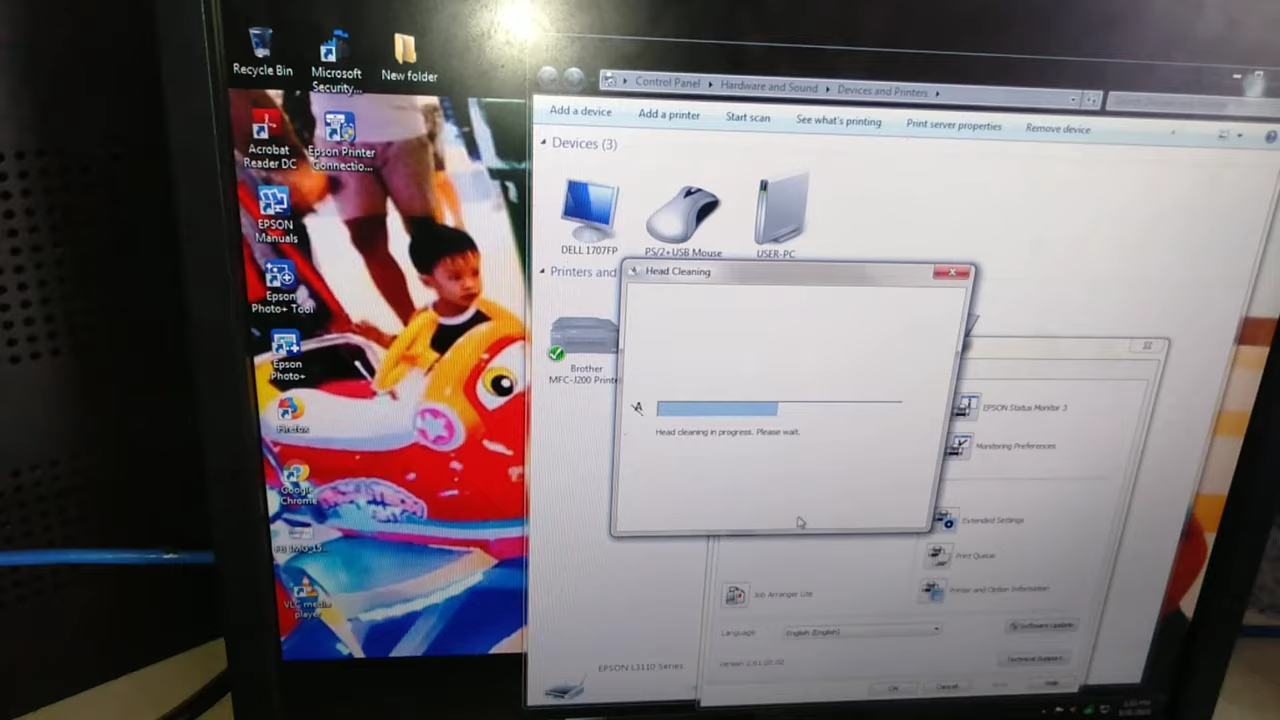 Recycle Bin
Microsoft
Security...
New folder
Acrobat
Reader DC
Epson Printer
Connectio...
EPSON
Manuals
Epson
Photo+ Tool
Epson
Photo+
Firefox
Google
Chrome
FB_IMG_15...
VLC media
player
Control Panel
Hardware and Sound
Devices and Printers
Add a device
Add a printer
Start scan
See what's printing
Print server properties
Remove device
Devices (3)
DELL 1707FP
PS/2+USB Mouse
USER-PC
Printers and
Brother
MFC-J200 Printe
Head Cleaning
Head cleaning in progress. Please wait.
EPSON Status Monitor 3
Monitoring Preferences
Extended Settings
Print Queue
Printer and Option Information
Job Arranger Lite
Language
English (English)
Software Update
Technical Support
OK
Cancel
Help
EPSON L3110 Series